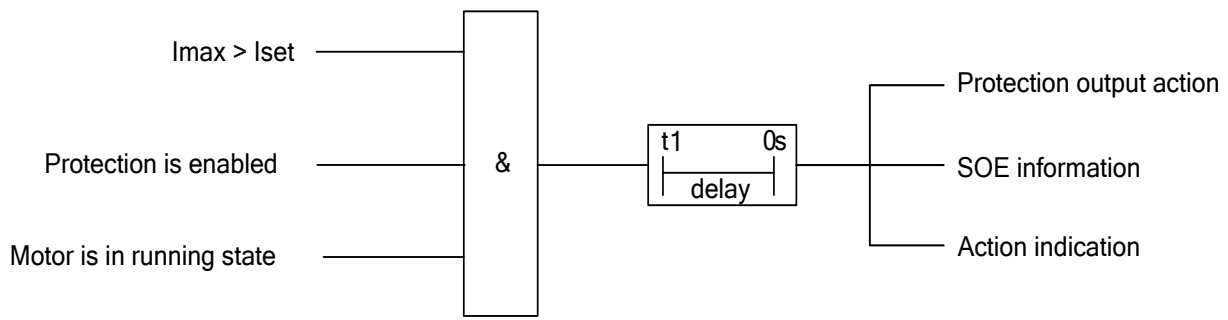 Imax > Iset
Protection is enabled
Motor is in running state
&
t1 0s
delay
Protection output action
SOE information
Action indication